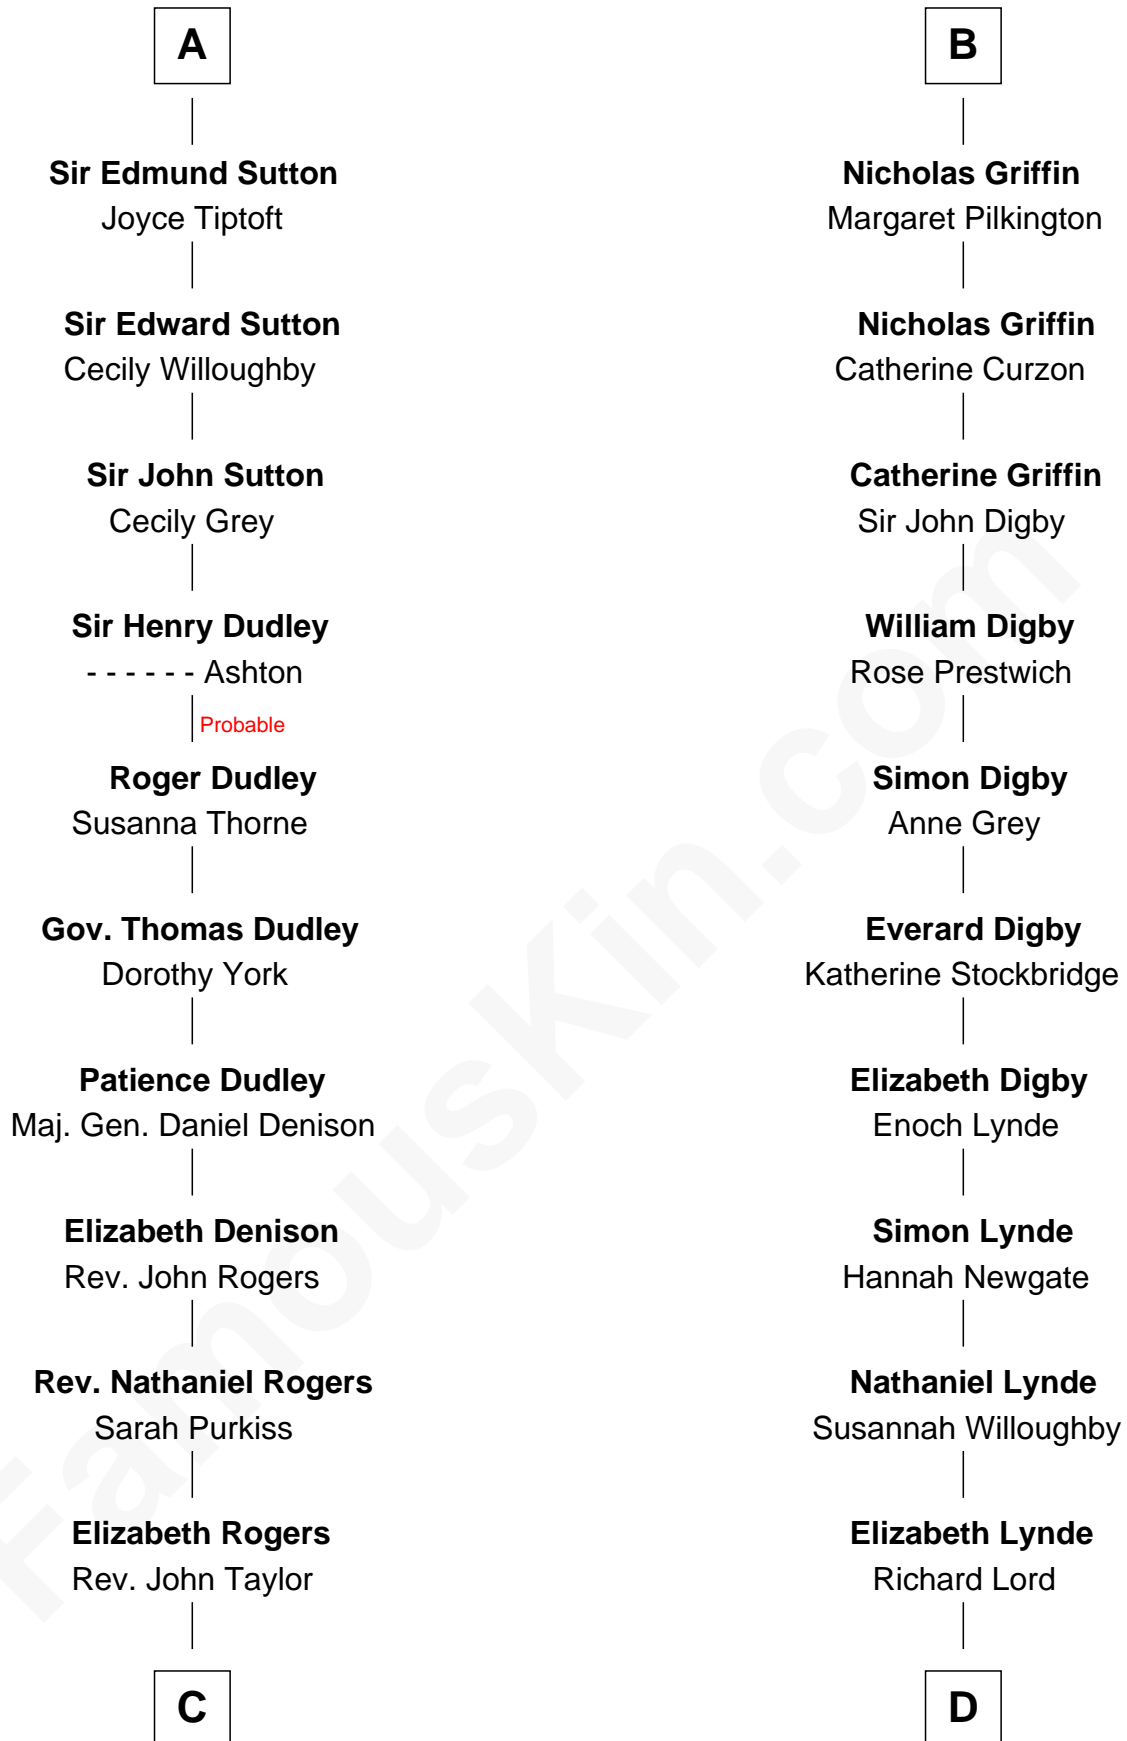 A
Sir Edmund Sutton
Joyce Tiptoft
Sir Edward Sutton
Cecily Willoughby
Sir John Sutton
Cecily Grey
Sir Henry Dudley
- - - - - - Ashton
Probable
Roger Dudley
Susanna Thorne
Gov. Thomas Dudley
Dorothy York
Patience Dudley
Maj. Gen. Daniel Denison
Elizabeth Denison
Rev. John Rogers
Rev. Nathaniel Rogers
Sarah Purkiss
Elizabeth Rogers
Rev. John Taylor
C
B
Nicholas Griffin
Margaret Pilkington
Nicholas Griffin
Catherine Curzon
Catherine Griffin
Sir John Digby
William Digby
Rose Prestwich
Simon Digby
Anne Grey
Everard Digby
Katherine Stockbridge
Elizabeth Digby
Enoch Lynde
Simon Lynde
Hannah Newgate
Nathaniel Lynde
Susannah Willoughby
Elizabeth Lynde
Richard Lord
D
FamousKin.com